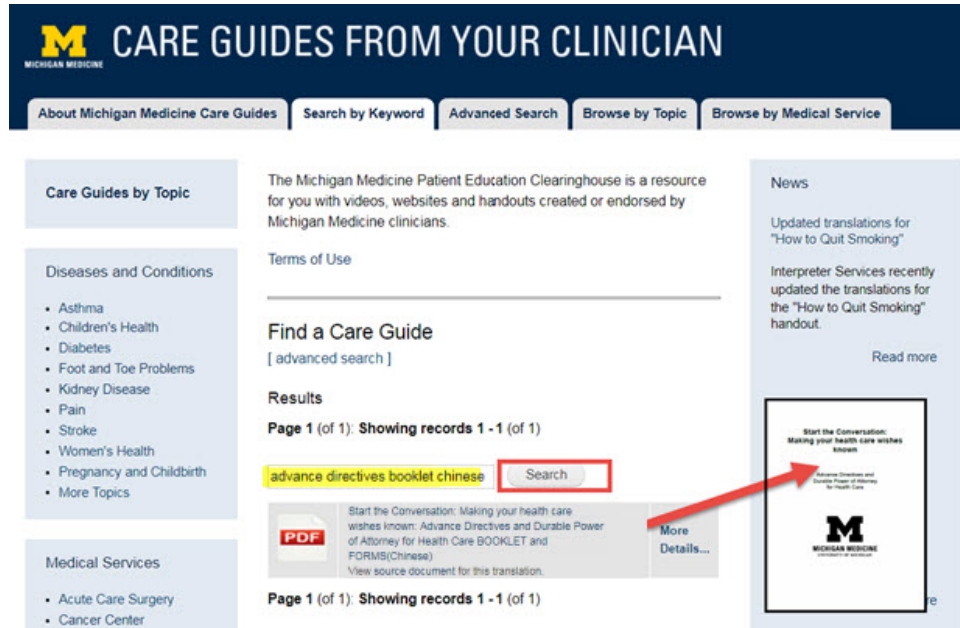 M
MICHIGAN MEDICINE
CARE GUIDES FROM YOUR CLINICIAN
About Michigan Medicine Care Guides
Search by Keyword
Advanced Search
Browse by Topic
Browse by Medical Service
Care Guides by Topic
Diseases and Conditions
• Asthma
• Children's Health
• Diabetes
• Foot and Toe Problems
• Kidney Disease
• Pain
• Stroke
• Women's Health
• Pregnancy and Childbirth
• More Topics
Medical Services
• Acute Care Surgery
• Cancer Center
The Michigan Medicine Patient Education Clearinghouse is a resource
for you with videos, websites and handouts created or endorsed by
Michigan Medicine clinicians.
Terms of Use
Find a Care Guide
[ advanced search ]
Results
Page 1 (of 1): Showing records 1 - 1 (of 1)
advance directives booklet chinese
Search
PDF
Start the Conversation: Making your health care
wishes known: Advance Directives and Durable Power
of Attorney for Health Care BOOKLET and
FORMS(Chinese)
View source document for this translation.
More
Details...
Page 1 (of 1): Showing records 1 - 1 (of 1)
News
Updated translations for
"How to Quit Smoking"
Interpreter Services recently
updated the translations for
the "How to Quit Smoking"
handout.
Read more
Start the Conversation:
Making your health care wishes
known
Advance Directives and
Durable Power of Attorney
for Health Care
M
MICHIGAN MEDICINE
UNIVERSITY OF MICHIGAN
re